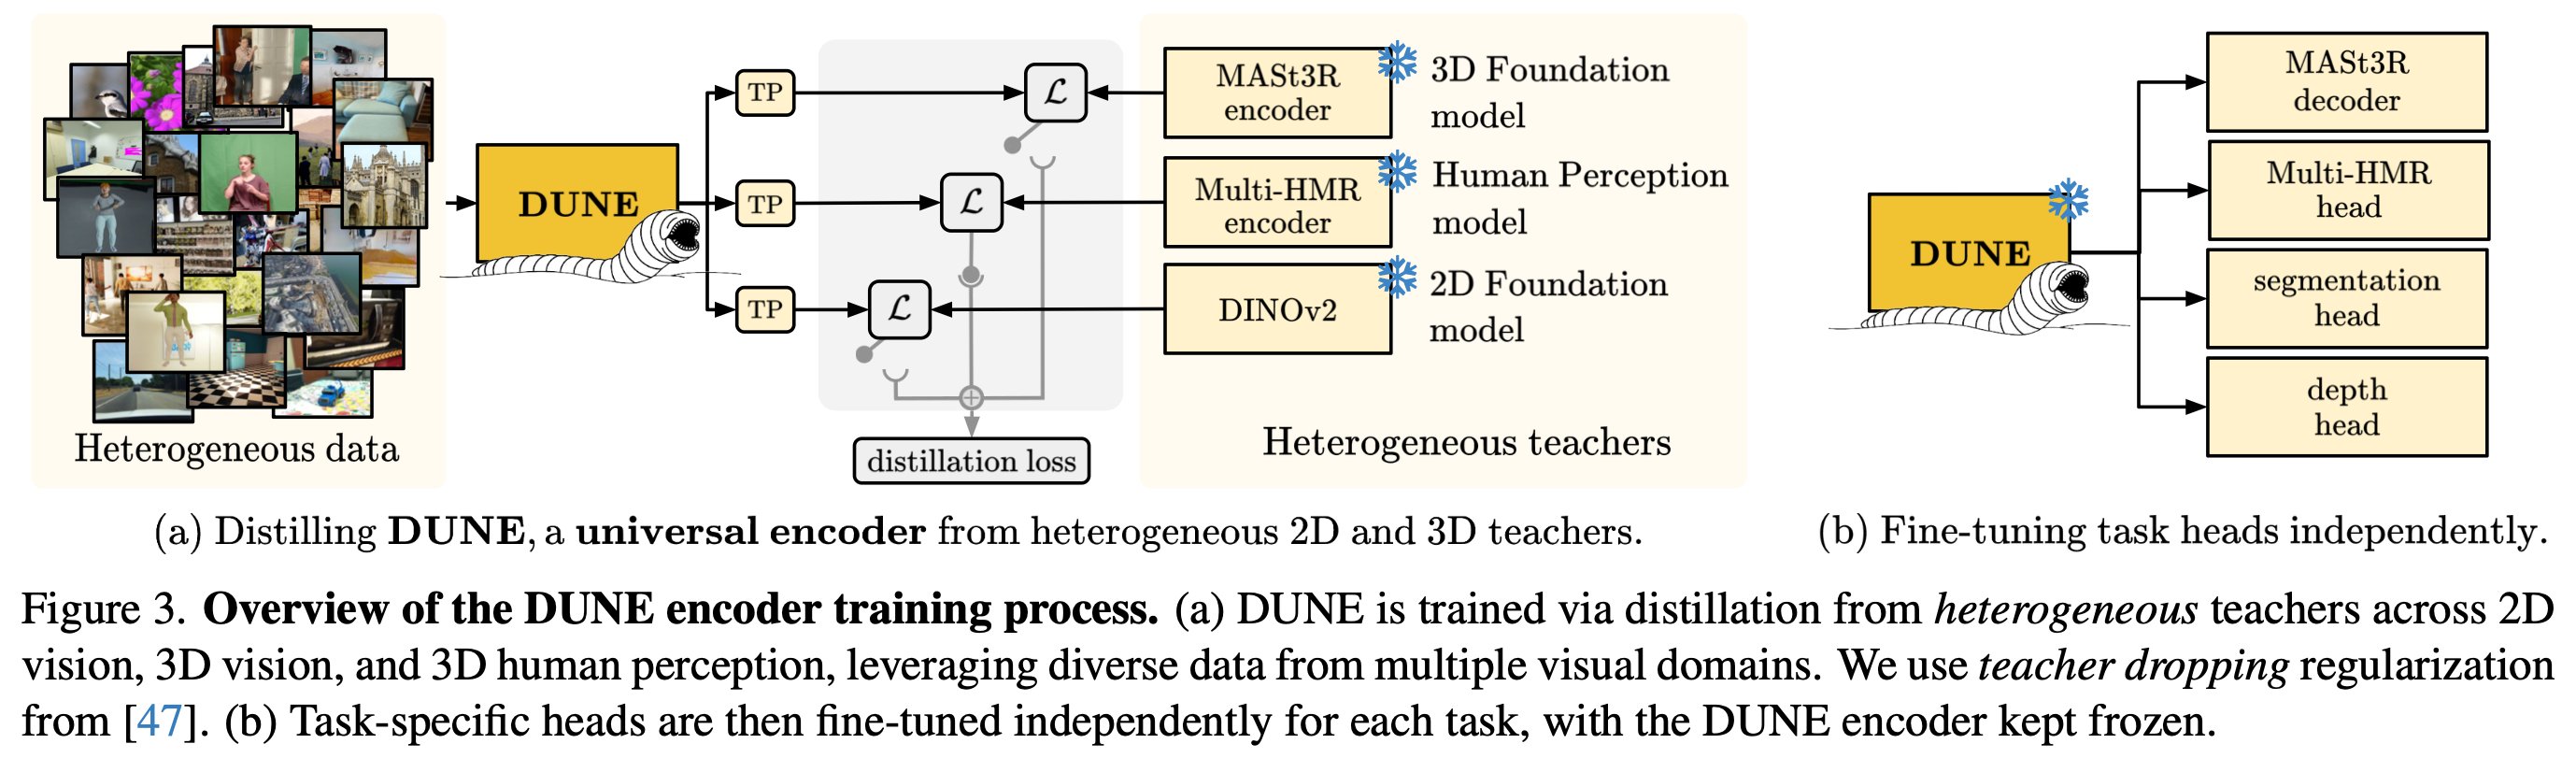 Heterogeneous data
DUNE
TP
TP
TP
ℒ
ℒ
ℒ
distillation loss
MASt3R
encoder
3D Foundation
model
Multi-HMR
encoder
Human Perception
model
DINOv2
2D Foundation
model
Heterogeneous teachers
DUNE
MASt3R
decoder
Multi-HMR
head
segmentation
head
depth
head
(a) Distilling DUNE, a universal encoder from heterogeneous 2D and 3D teachers.
(b) Fine-tuning task heads independently.
Figure 3. Overview of the DUNE encoder training process. (a) DUNE is trained via distillation from heterogeneous teachers across 2D
vision, 3D vision, and 3D human perception, leveraging diverse data from multiple visual domains. We use teacher dropping regularization
from [47]. (b) Task-specific heads are then fine-tuned independently for each task, with the DUNE encoder kept frozen.